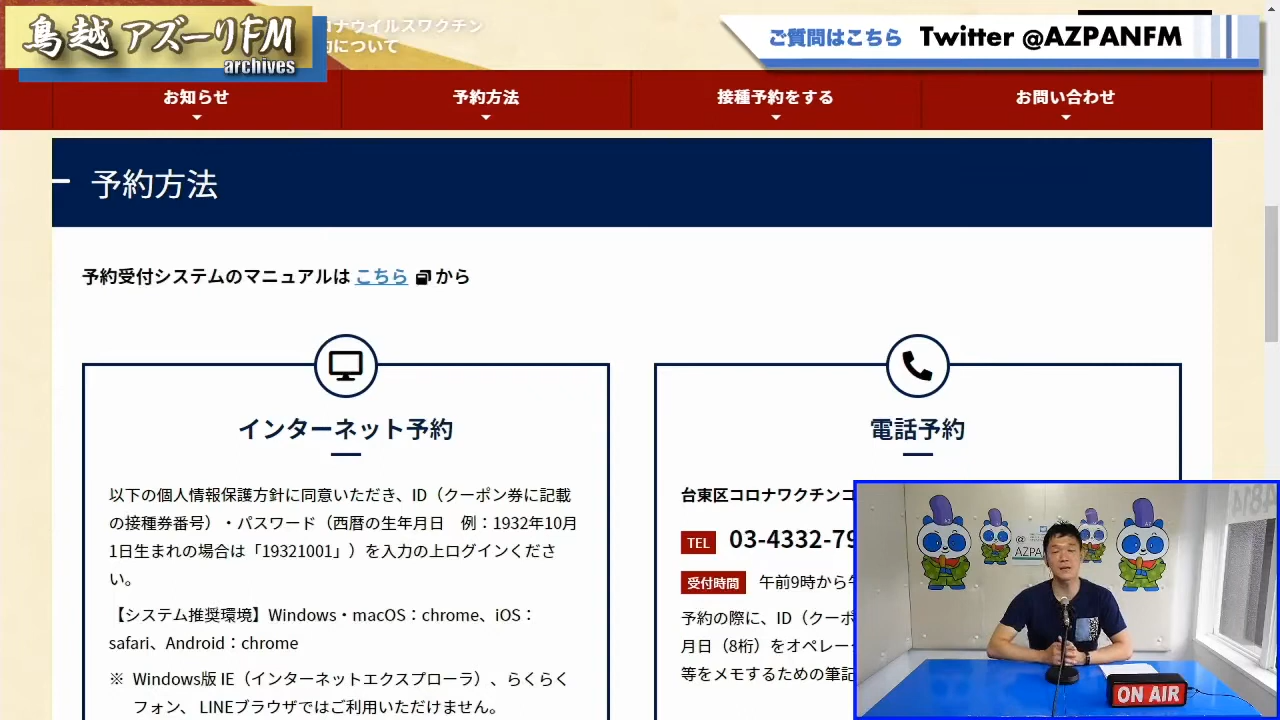 鳥越アズーリFM
archives
コナウイルスワクチン
約について
ご質問はこちら Twitter @AZPANFM
お知らせ
予約方法
接種予約をする
お問い合わせ
予約方法
予約受付システムのマニュアルは こちら から
インターネット予約
以下の個人情報保護方針に同意いただき、ID（クーポン券に記載
の接種券番号）・パスワード（西暦の生年月日　例：1932年10月
1日生まれの場合は「19321001」）を入力の上ログインくださ
い。
【システム推奨環境】Windows・macOS：chrome、iOS：
safari、Android：chrome
※ Windows版 IE（インターネットエクスプローラ）、らくらく
フォン、LINEブラウザではご利用いただけません。
電話予約
台東区コロナワクチンコ
TEL 03-4332-79
受付時間 午前9時から
予約の際に、ID（クーポ
月日（8桁）をオペレー
等をメモするための筆記
@
AZPA
ON AIR